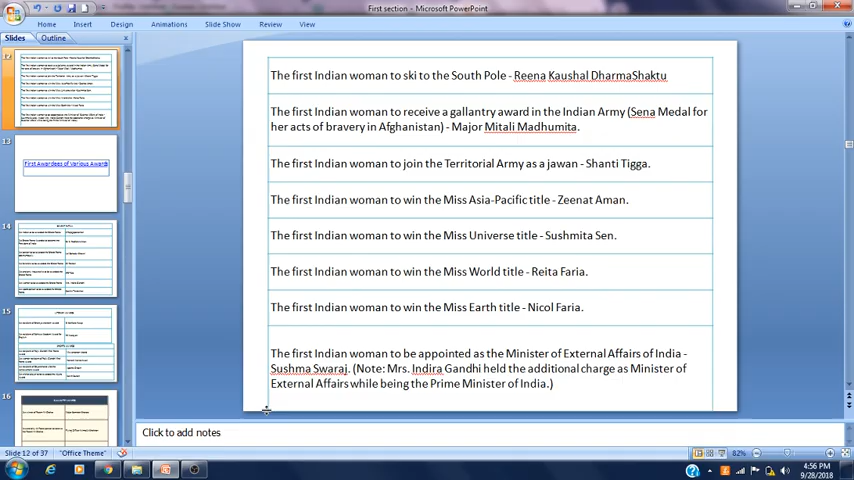 First section - Microsoft PowerPoint
Home Insert Design Animations Slide Show Review View
Slides Outline
12
13
First Awardees of Various Awards
14
15
16
The first Indian woman to ski to the South Pole - Reena Kaushal DharmaShaktu
The first Indian woman to receive a gallantry award in the Indian Army (Sena Medal for
her acts of bravery in Afghanistan) - Major Mitali Madhumita.
The first Indian woman to join the Territorial Army as a jawan - Shanti Tigga.
The first Indian woman to win the Miss Asia-Pacific title - Zeenat Aman.
The first Indian woman to win the Miss Universe title - Sushmita Sen.
The first Indian woman to win the Miss World title - Reita Faria.
The first Indian woman to win the Miss Earth title - Nicol Faria.
The first Indian woman to be appointed as the Minister of External Affairs of India -
Sushma Swaraj. (Note: Mrs. Indira Gandhi held the additional charge as Minister of
External Affairs while being the Prime Minister of India.)
Click to add notes
Slide 12 of 37 "Office Theme" 82%
4:56 PM
9/28/2018